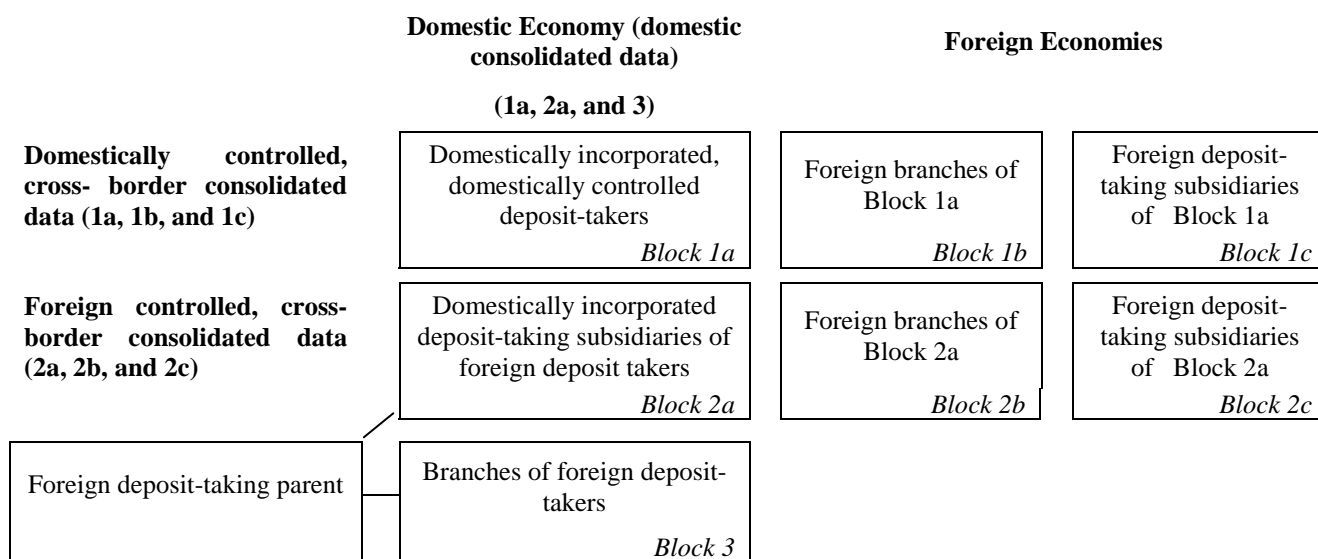 Domestic Economy (domestic
consolidated data)
(1a, 2a, and 3)
Foreign Economies
Domestically controlled,
cross- border consolidated
data (1a, 1b, and 1c)
Domestically incorporated,
domestically controlled
deposit-takers
Block 1a
Foreign branches of
Block 1a
Block 1b
Foreign deposit-
taking subsidiaries
of Block 1a
Block 1c
Foreign controlled, cross-
border consolidated data
(2a, 2b, and 2c)
Domestically incorporated
deposit-taking subsidiaries of
foreign deposit takers
Block 2a
Foreign branches of
Block 2a
Block 2b
Foreign deposit-
taking subsidiaries
of Block 2a
Block 2c
Foreign deposit-taking parent
Branches of foreign deposit-
takers
Block 3